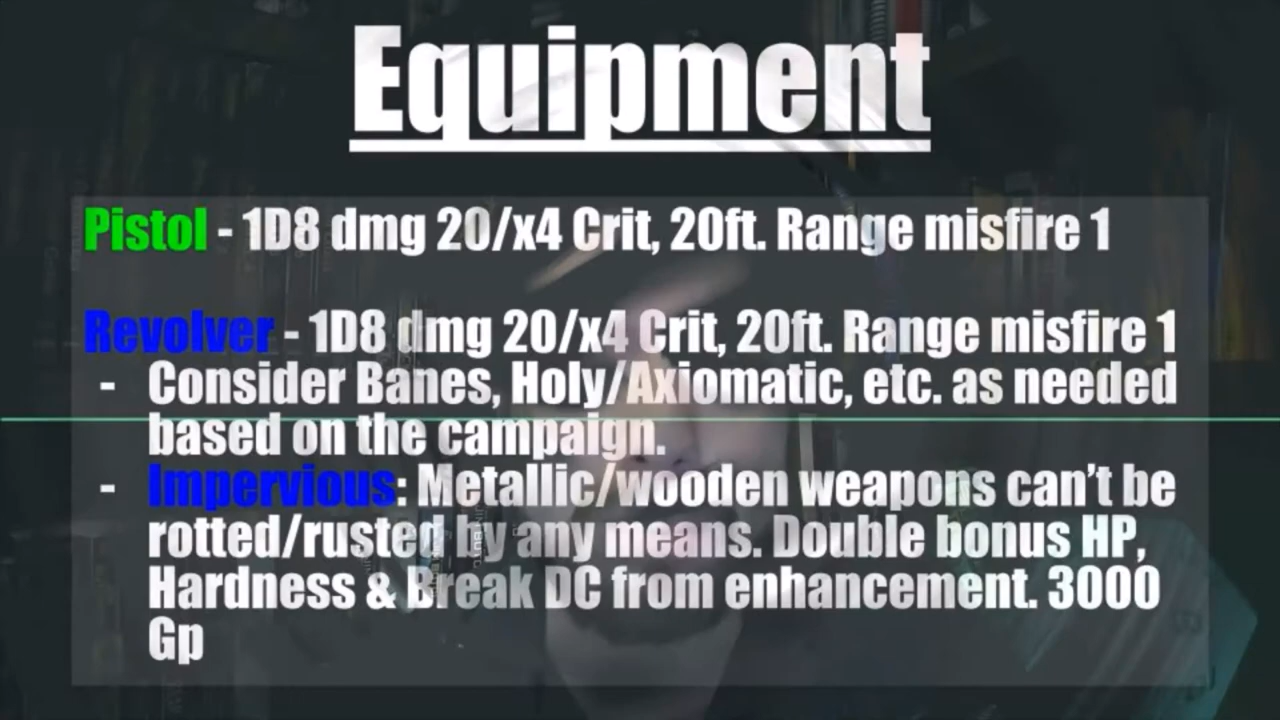 Equipment
Pistol - 1D8 dmg 20/x4 Crit, 20ft. Range misfire 1
Revolver - 1D8 dmg 20/x4 Crit, 20ft. Range misfire 1
- Consider Banes, Holy/Axiomatic, etc. as needed
based on the campaign.
- Impervious: Metallic/wooden weapons can't be
rotted/rusted by any means. Double bonus HP,
Hardness & Break DC from enhancement. 3000
Gp